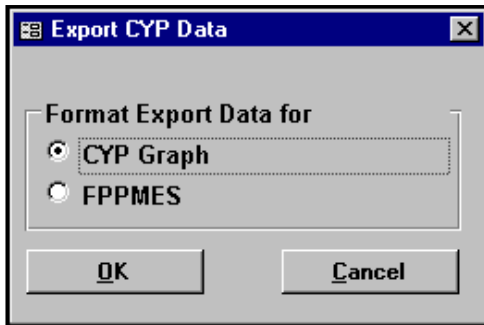 Export CYP Data
Format Export Data for
CYP Graph
FPPMES
OK
Cancel